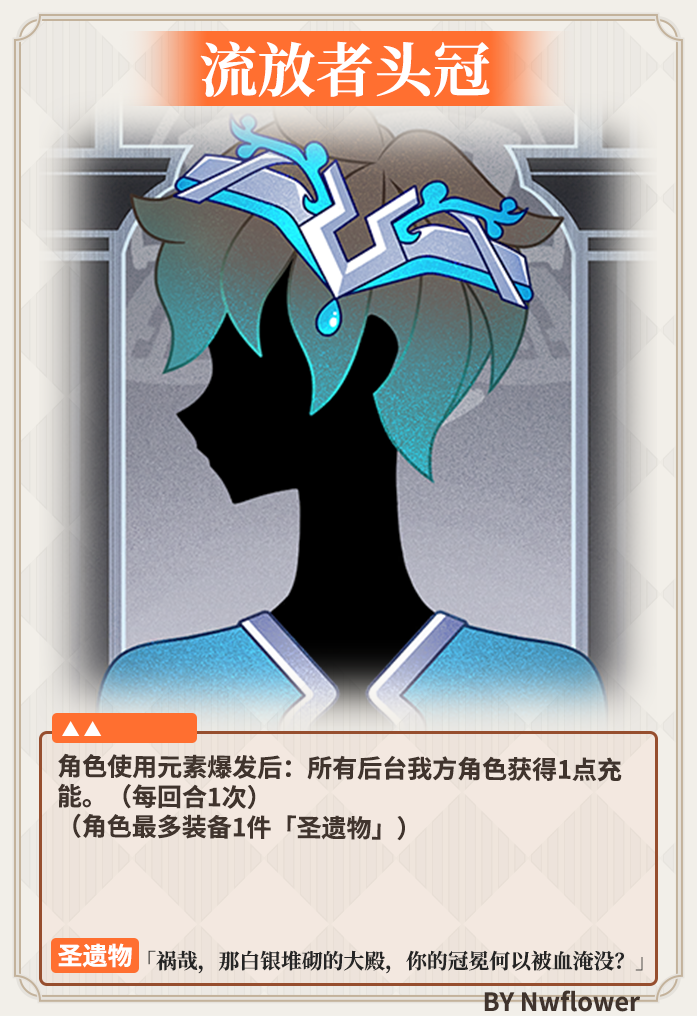 流放者头冠
角色使用元素爆发后：所有后台我方角色获得1点充
能。（每回合1次）
（角色最多装备1件「圣遗物」）
圣遗物
「祸哉，那白银堆砌的大殿，你的冠冕何以被血淹没？」
BY Nwflower